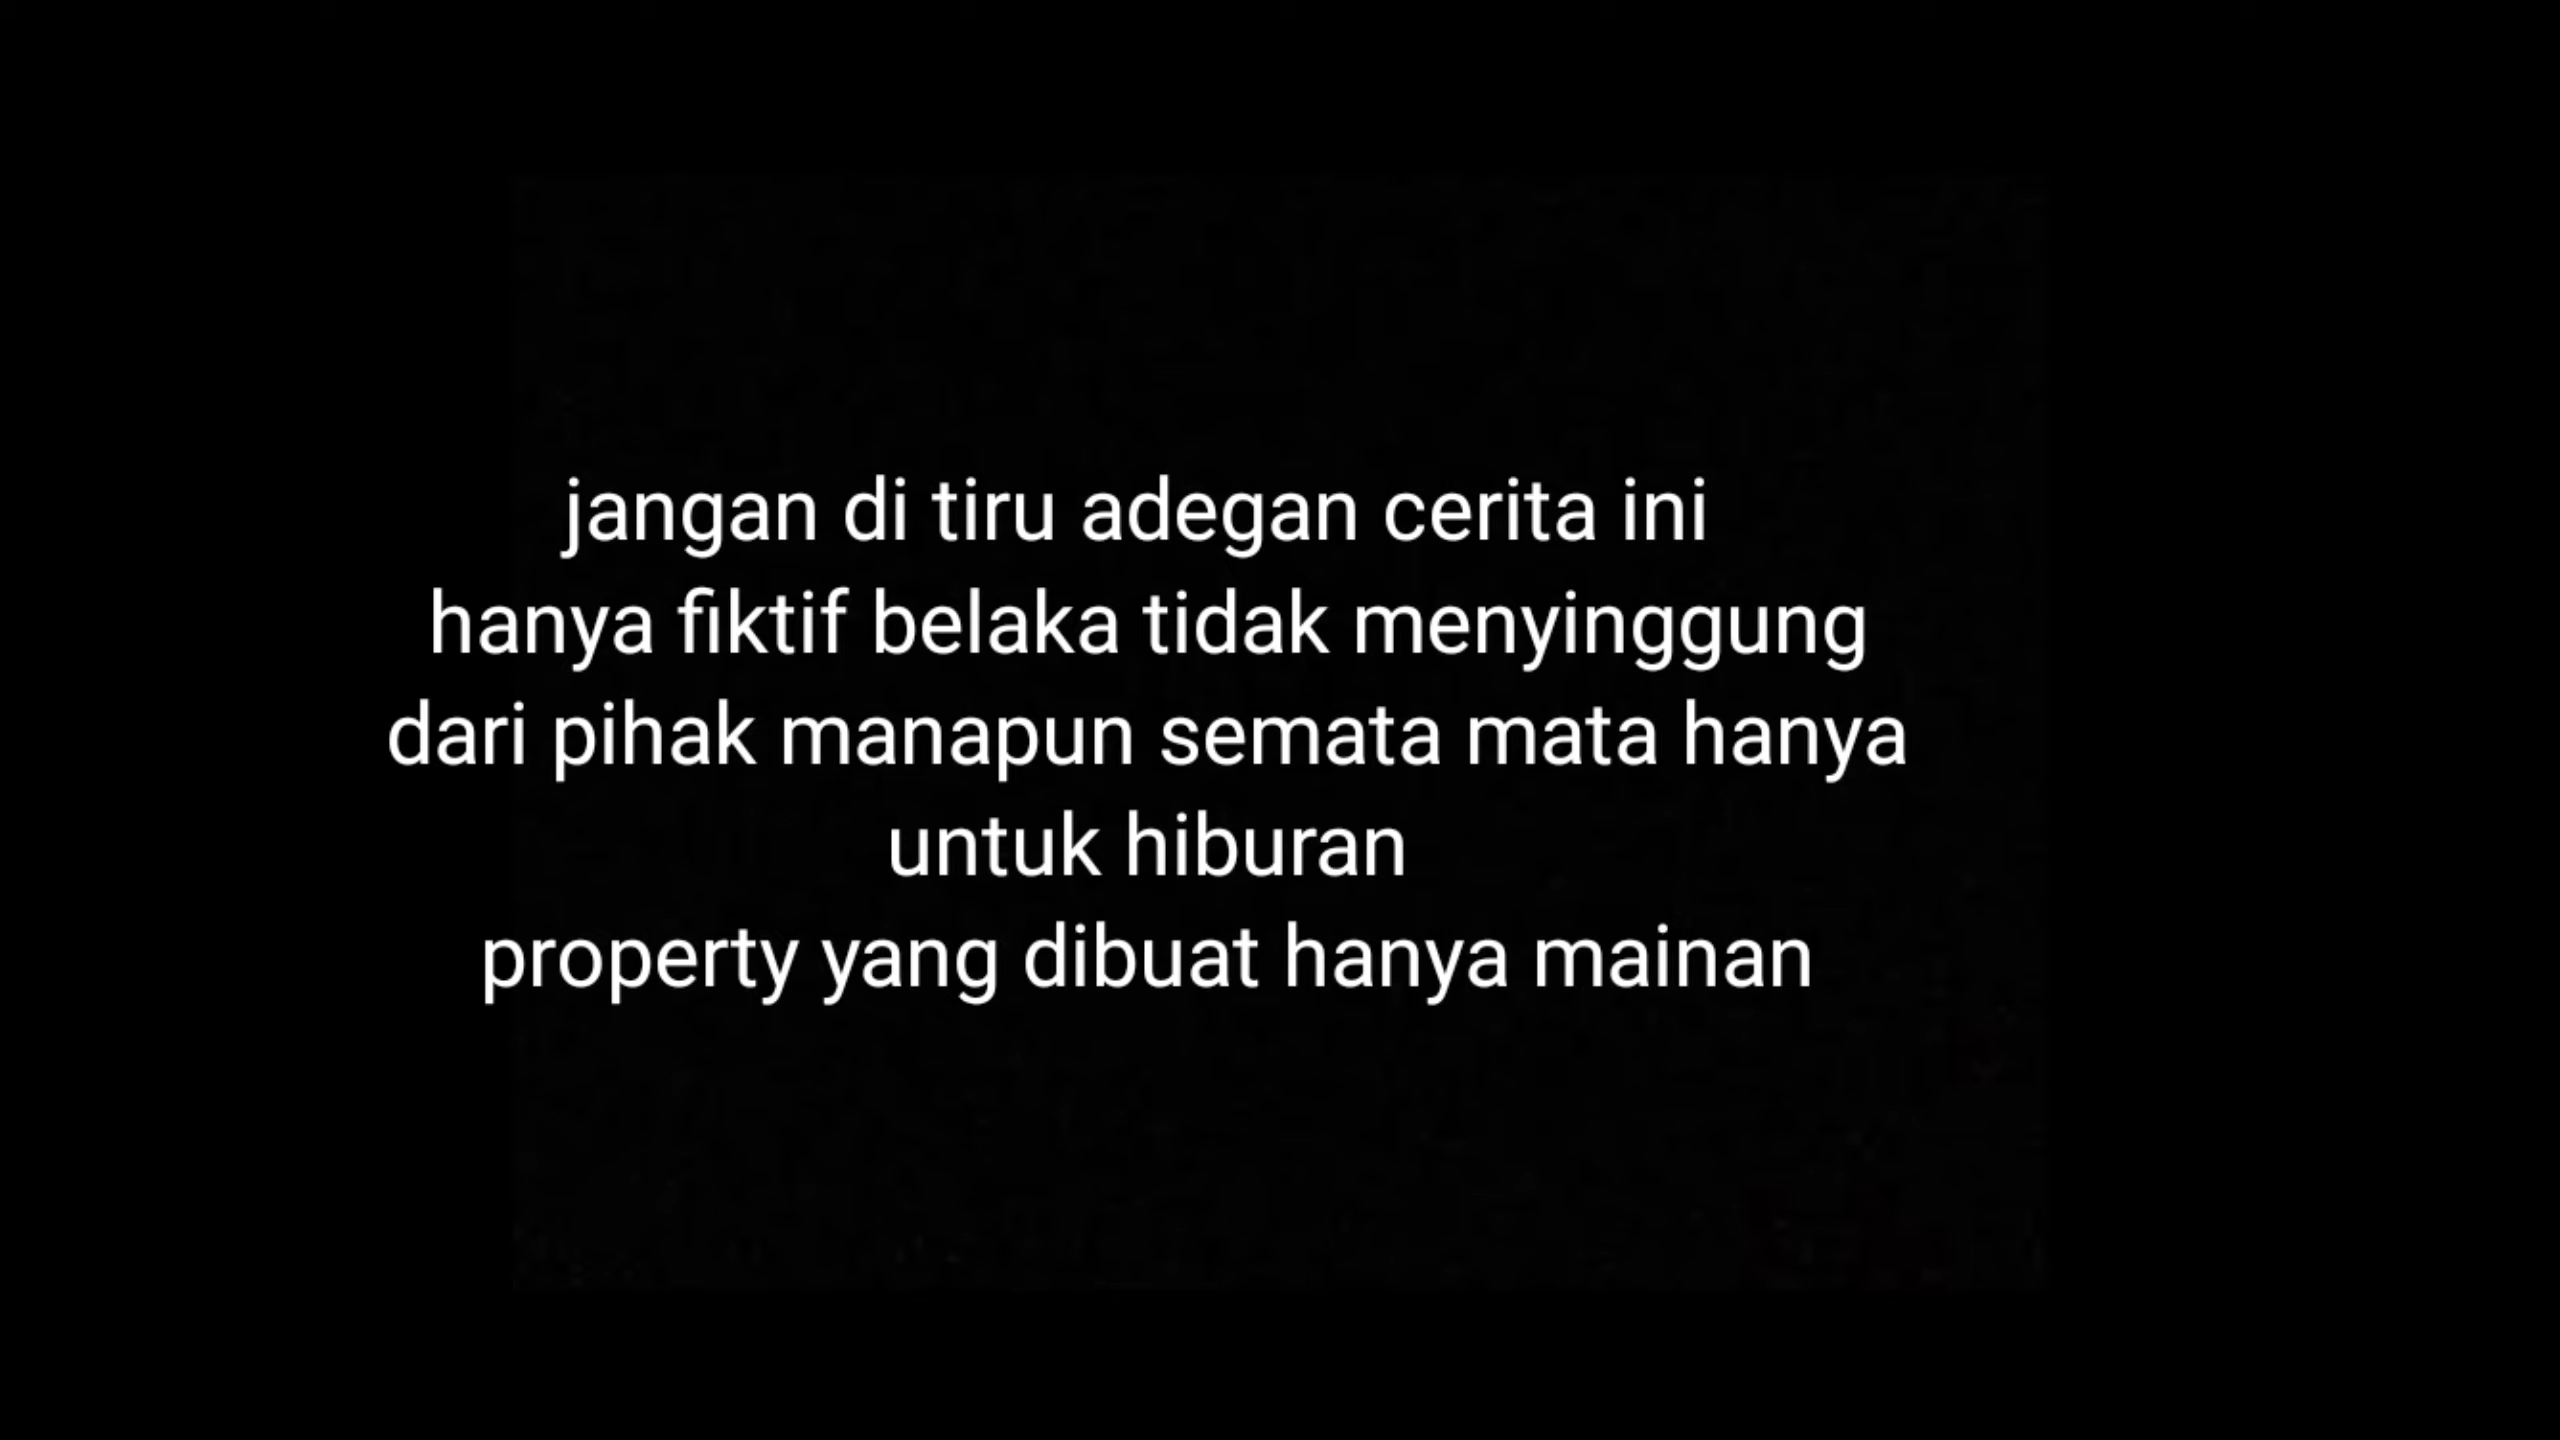 jangan di tiru adegan cerita ini
hanya fiktif belaka tidak menyinggung
dari pihak manapun semata mata hanya
untuk hiburan
property yang dibuat hanya mainan